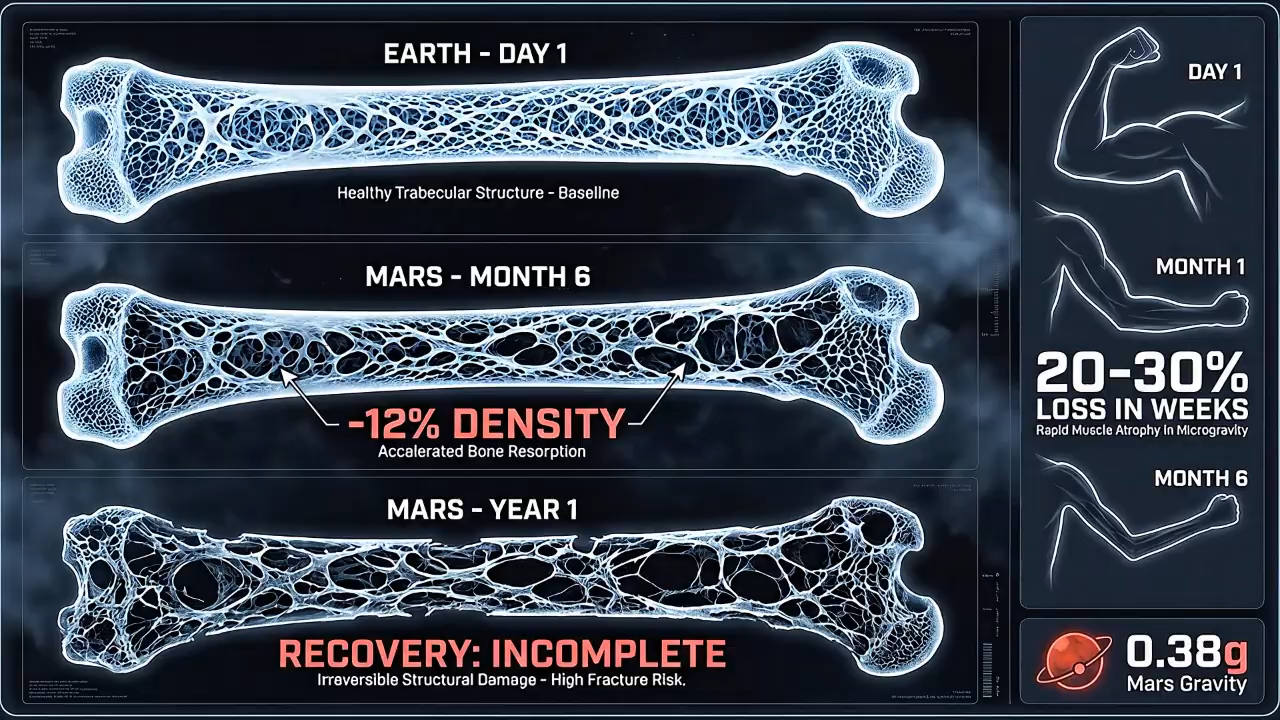 EARTH - DAY 1
Healthy Trabecular Structure - Baseline
MARS - MONTH 6
-12% DENSITY
Accalerated Bone Resorption
MARS - YEAR 1
RECOVERY: INCOMPLETE
Irreversible Structural Damage - High Fracture Risk.
DAY 1
MONTH 1
20-30%
LOSS IN WEEKS
Rapid Muscle Atrophy in Microgravity
MONTH 6
0.38g
Mars Gravity